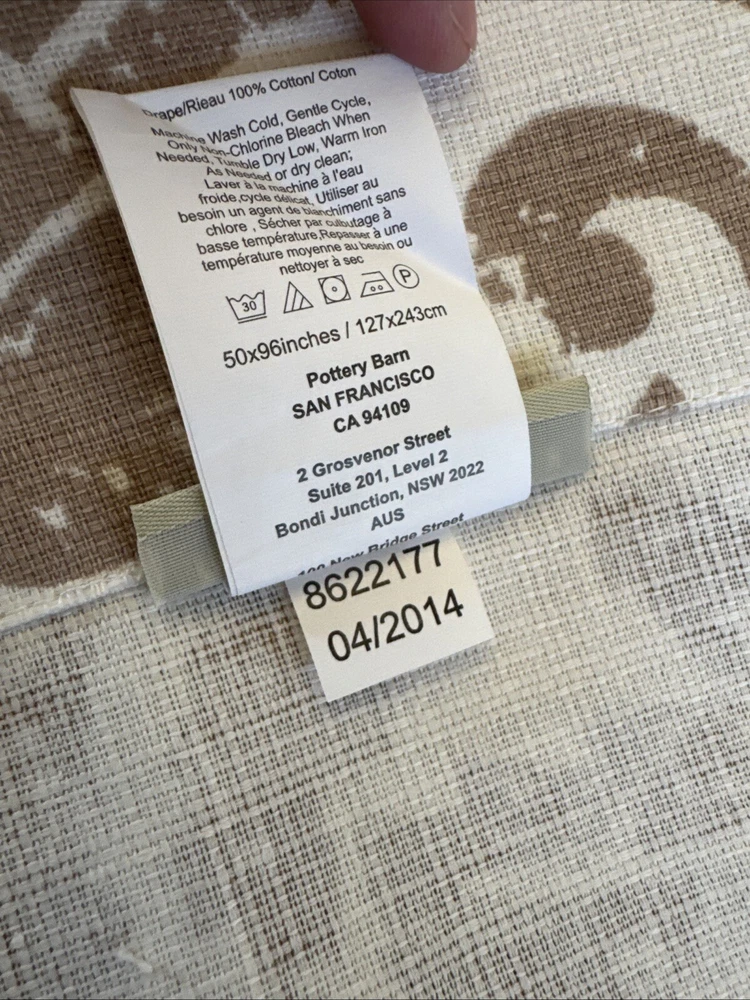 Drape/Rieau 100% Cotton/ Coton
Machine Wash Cold, Gentle Cycle,
Only Non-Chlorine Bleach When
Needed, Tumble Dry Low, Warm Iron
As Needed or dry clean;
Laver à la machine à l'eau
froide,cycle délicat, Utiliser au
besoin un agent de blanchiment sans
chlore , Sécher par culbutage à
basse température,Repasser à une
température moyenne au besoin ou
nettoyer à sec
30 P
50x96inches / 127x243cm
Pottery Barn
SAN FRANCISCO
CA 94109
2 Grosvenor Street
Suite 201, Level 2
Bondi Junction, NSW 2022
AUS
New Bridge Street
8622177
04/2014